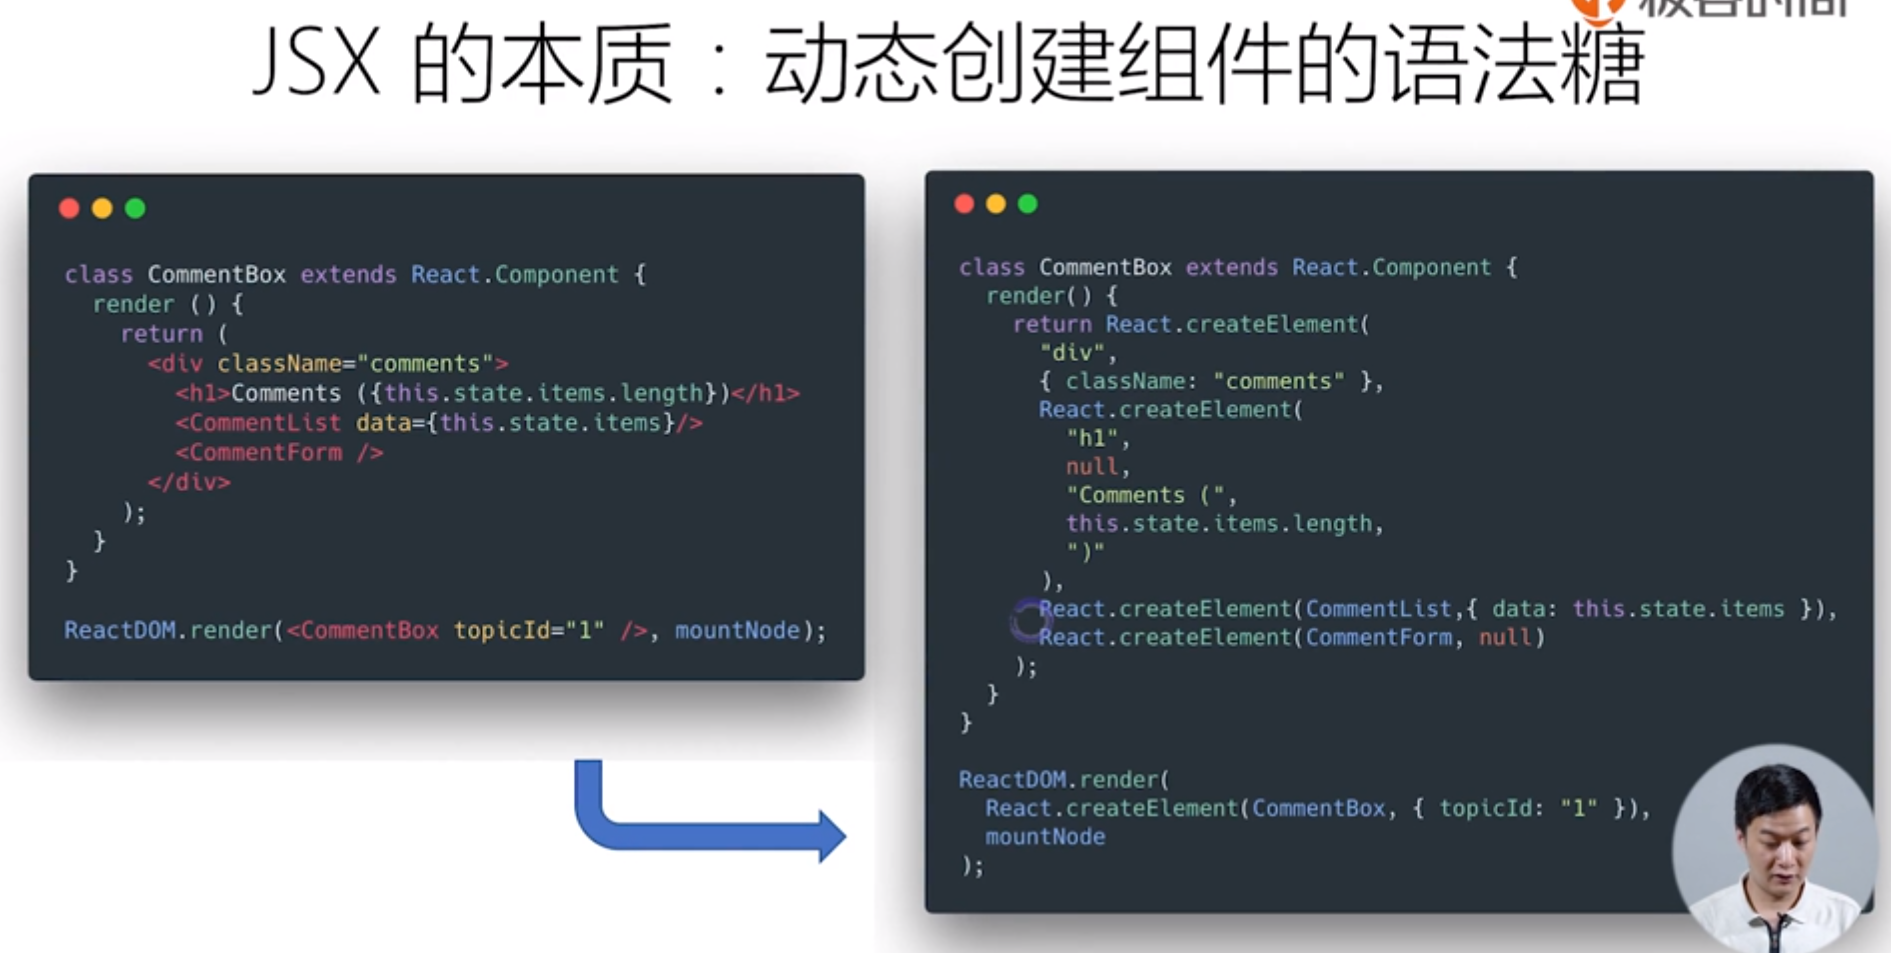 JSX 的本质：动态创建组件的语法糖
class CommentBox extends React.Component {
  render () {
    return (
      <div className="comments">
        <h1>Comments ({this.state.items.length})</h1>
        <CommentList data={this.state.items}/>
        <CommentForm />
      </div>
    );
  }
}
ReactDOM.render(<CommentBox topicId="1" />, mountNode);
class CommentBox extends React.Component {
  render() {
    return React.createElement(
      "div",
      { className: "comments" },
      React.createElement(
        "h1",
        null,
        "Comments (",
        this.state.items.length,
        ")"
      ),
      React.createElement(CommentList,{ data: this.state.items }),
      React.createElement(CommentForm, null)
    );
  }
}
ReactDOM.render(
  React.createElement(CommentBox, { topicId: "1" }),
  mountNode
);